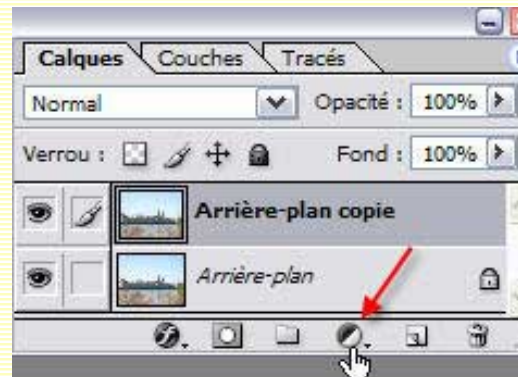 Calques Couches Tracés
Normal Opacité : 100%
Verrou : Fond : 100%
Arrière-plan copie
Arrière-plan